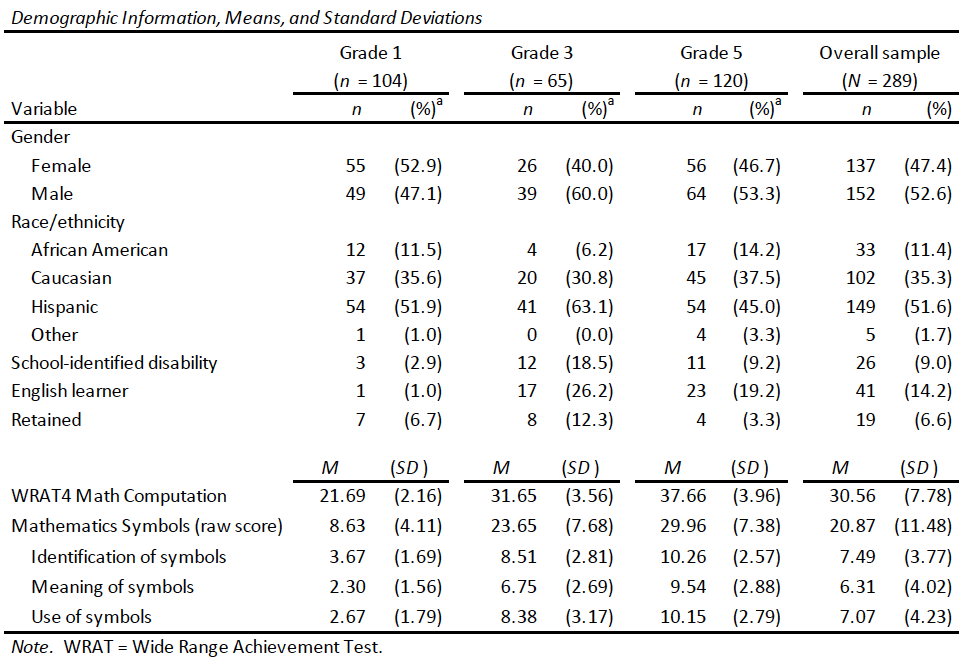 Demographic Information, Means, and Standard Deviations
Grade 1 Grade 3 Grade 5 Overall sample
(n = 104) (n = 65) (n = 120) (N = 289)
Variable n (%)a n (%)a n (%)a n (%)
Gender
Female 55 (52.9) 26 (40.0) 56 (46.7) 137 (47.4)
Male 49 (47.1) 39 (60.0) 64 (53.3) 152 (52.6)
Race/ethnicity
African American 12 (11.5) 4 (6.2) 17 (14.2) 33 (11.4)
Caucasian 37 (35.6) 20 (30.8) 45 (37.5) 102 (35.3)
Hispanic 54 (51.9) 41 (63.1) 54 (45.0) 149 (51.6)
Other 1 (1.0) 0 (0.0) 4 (3.3) 5 (1.7)
School-identified disability 3 (2.9) 12 (18.5) 11 (9.2) 26 (9.0)
English learner 1 (1.0) 17 (26.2) 23 (19.2) 41 (14.2)
Retained 7 (6.7) 8 (12.3) 4 (3.3) 19 (6.6)
M (SD) M (SD) M (SD) M (SD)
WRAT4 Math Computation 21.69 (2.16) 31.65 (3.56) 37.66 (3.96) 30.56 (7.78)
Mathematics Symbols (raw score) 8.63 (4.11) 23.65 (7.68) 29.96 (7.38) 20.87 (11.48)
Identification of symbols 3.67 (1.69) 8.51 (2.81) 10.26 (2.57) 7.49 (3.77)
Meaning of symbols 2.30 (1.56) 6.75 (2.69) 9.54 (2.88) 6.31 (4.02)
Use of symbols 2.67 (1.79) 8.38 (3.17) 10.15 (2.79) 7.07 (4.23)
Note. WRAT = Wide Range Achievement Test.